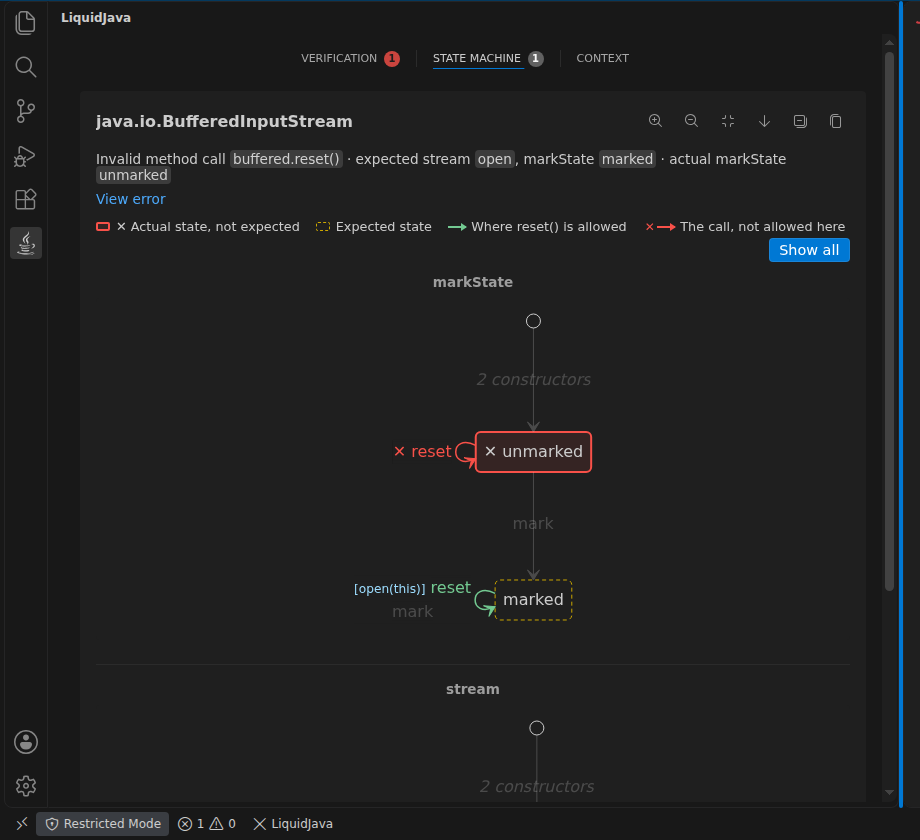 LiquidJava
VERIFICATION 1 STATE MACHINE 1 CONTEXT
java.io.BufferedInputStream
Invalid method call buffered.reset() · expected stream open, markState marked · actual markState
unmarked
View error
✕ Actual state, not expected Expected state Where reset() is allowed ✕ The call, not allowed here
Show all
markState
2 constructors
✕ reset ✕ unmarked
mark
[open(this)] reset
marked
mark
stream
2 constructors
Restricted Mode 1 0 LiquidJava